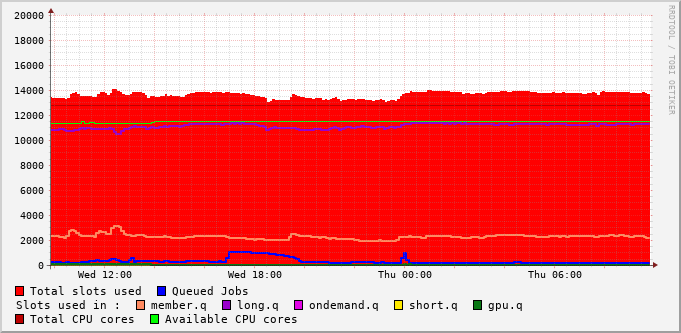 20000
18000
16000
14000
12000
10000
8000
6000
4000
2000
0
Wed 12:00 Wed 18:00 Thu 00:00 Thu 06:00
RRDTOOL / TOBI OETIKER
Total slots used Queued Jobs
Slots used in : member.q long.q ondemand.q short.q gpu.q
Total CPU cores Available CPU cores